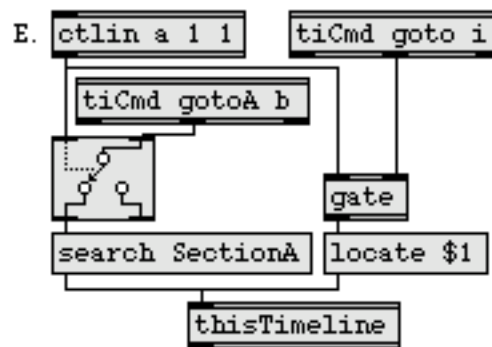 E. ctlin a 1 1 tiCmd goto i
tiCmd gotoA b
gate
search SectionA locate $1
thisTimeline